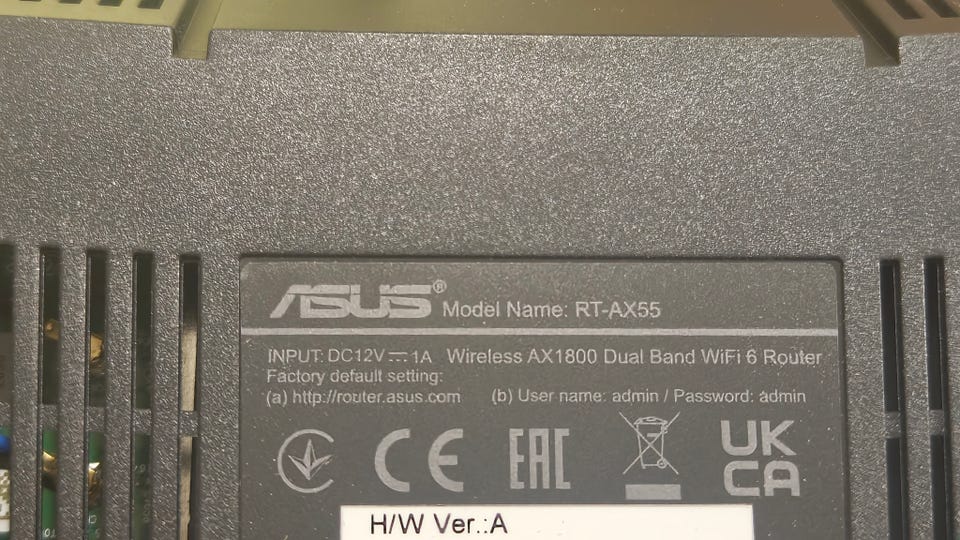 ASUS® Model Name: RT-AX55
INPUT: DC12V ⎓ 1A Wireless AX1800 Dual Band WiFi 6 Router
Factory default setting:
(a) http://router.asus.com (b) User name: admin / Password: admin
CE EAC UK CA
H/W Ver.:A